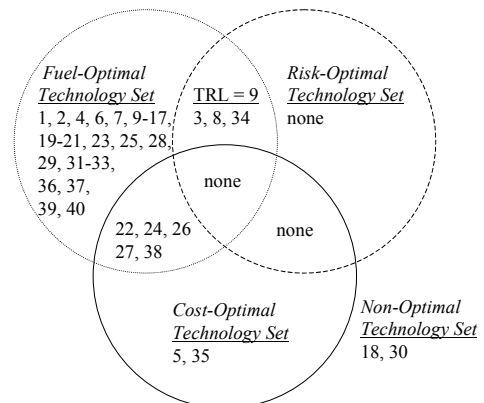 Fuel-Optimal
Technology Set
1, 2, 4, 6, 7, 9-17,
19-21, 23, 25, 28,
29, 31-33,
36, 37,
39, 40
TRL = 9
3, 8, 34
Risk-Optimal
Technology Set
none
none
none
22, 24, 26
27, 38
Cost-Optimal
Technology Set
5, 35
Non-Optimal
Technology Set
18, 30